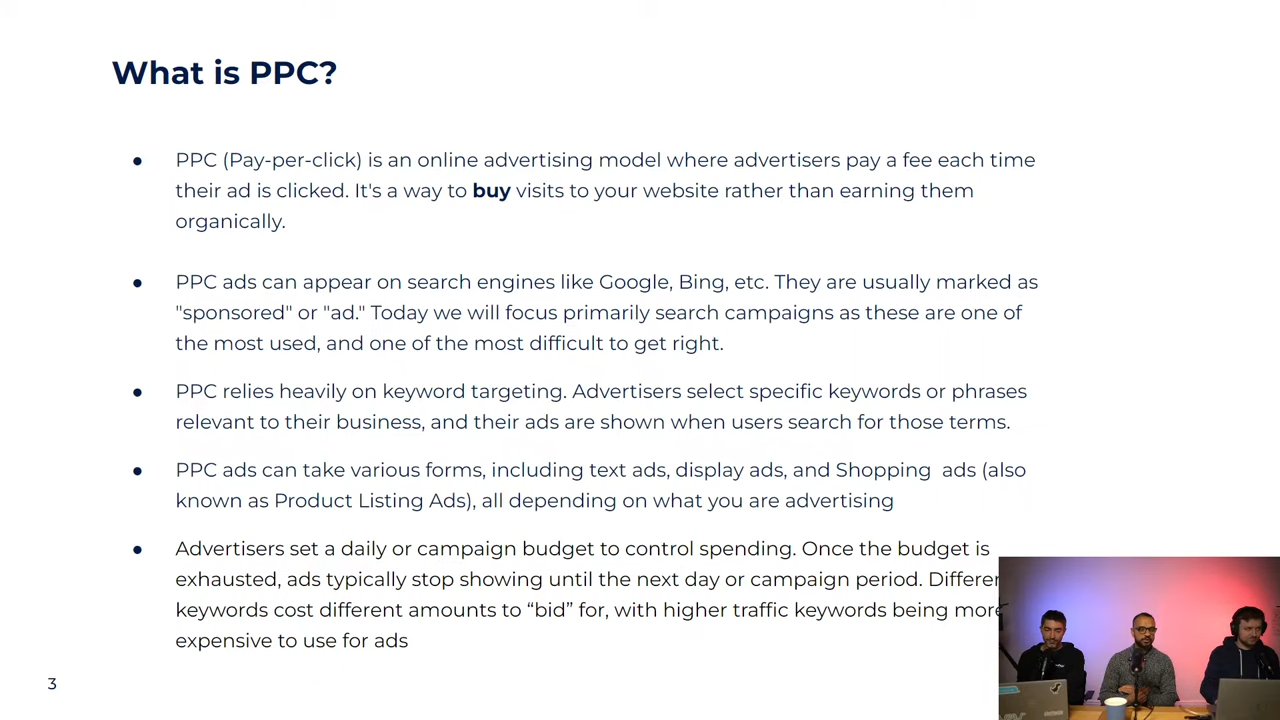 What is PPC?
● PPC (Pay-per-click) is an online advertising model where advertisers pay a fee each time
their ad is clicked. It's a way to buy visits to your website rather than earning them
organically.
● PPC ads can appear on search engines like Google, Bing, etc. They are usually marked as
"sponsored" or "ad." Today we will focus primarily search campaigns as these are one of
the most used, and one of the most difficult to get right.
● PPC relies heavily on keyword targeting. Advertisers select specific keywords or phrases
relevant to their business, and their ads are shown when users search for those terms.
● PPC ads can take various forms, including text ads, display ads, and Shopping  ads (also
known as Product Listing Ads), all depending on what you are advertising
● Advertisers set a daily or campaign budget to control spending. Once the budget is
exhausted, ads typically stop showing until the next day or campaign period.
keywords cost different amounts to “bid” for, with higher traffic keywords being more
expensive to use for ads
3